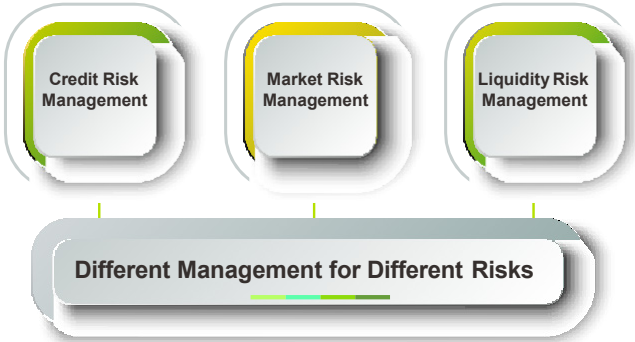 Credit Risk
Management
Market Risk
Management
Liquidity Risk
Management
Different Management for Different Risks